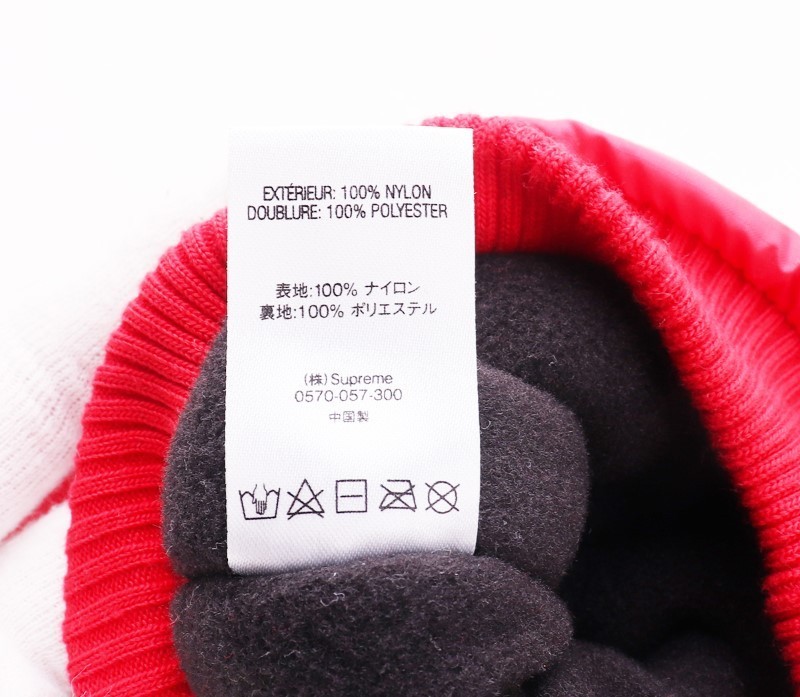 EXTÉRIEUR: 100% NYLON
DOUBLURE: 100% POLYESTER
表地:100% ナイロン
裏地:100% ポリエステル
(株)Supreme
0570-057-300
中国製